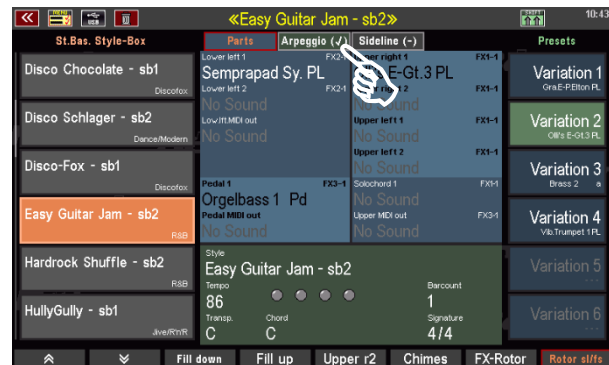 «Easy Guitar Jam - sb2»
10:43
St.Bas. Style-Box
Parts
Arpeggio (√)
Sideline (-)
Presets
Disco Chocolate - sb1
Discofox
Disco Schlager - sb2
Dance/Modern
Disco-Fox - sb1
Discofox
Easy Guitar Jam - sb2
R&B
Hardrock Shuffle - sb2
R&B
HullyGully - sb1
Jive/R'n'R
Lower left 1
FX2-1
Semprapad Sy. PL
Lower left 2
FX2-1
No Sound
Low.lft.MIDI out
No Sound
Pedal 1
FX3-1
Orgelbass 1 Pd
Pedal MIDI out
No Sound
right 1
FX1-1
E-Gt.3 PL
right 2
FX1-1
No Sound
Upper left 1
FX1-1
No Sound
Upper left 2
FX1-1
No Sound
Solochord 1
FX1-1
No Sound
Upper MIDI out
FX3-1
No Sound
Style
Easy Guitar Jam - sb2
Tempo
86
Barcount
1
Transp.
C
Chord
C
Signature
4/4
Variation 1
Gra.E-P.Elton PL
Variation 2
Olli's E-Gt.3 PL
Variation 3
Brass 2 a
Variation 4
Vib.Trumpet 1PL
Variation 5
...
Variation 6
...
Fill down
Fill up
Upper r2
Chimes
FX-Rotor
Rotor sl/fs